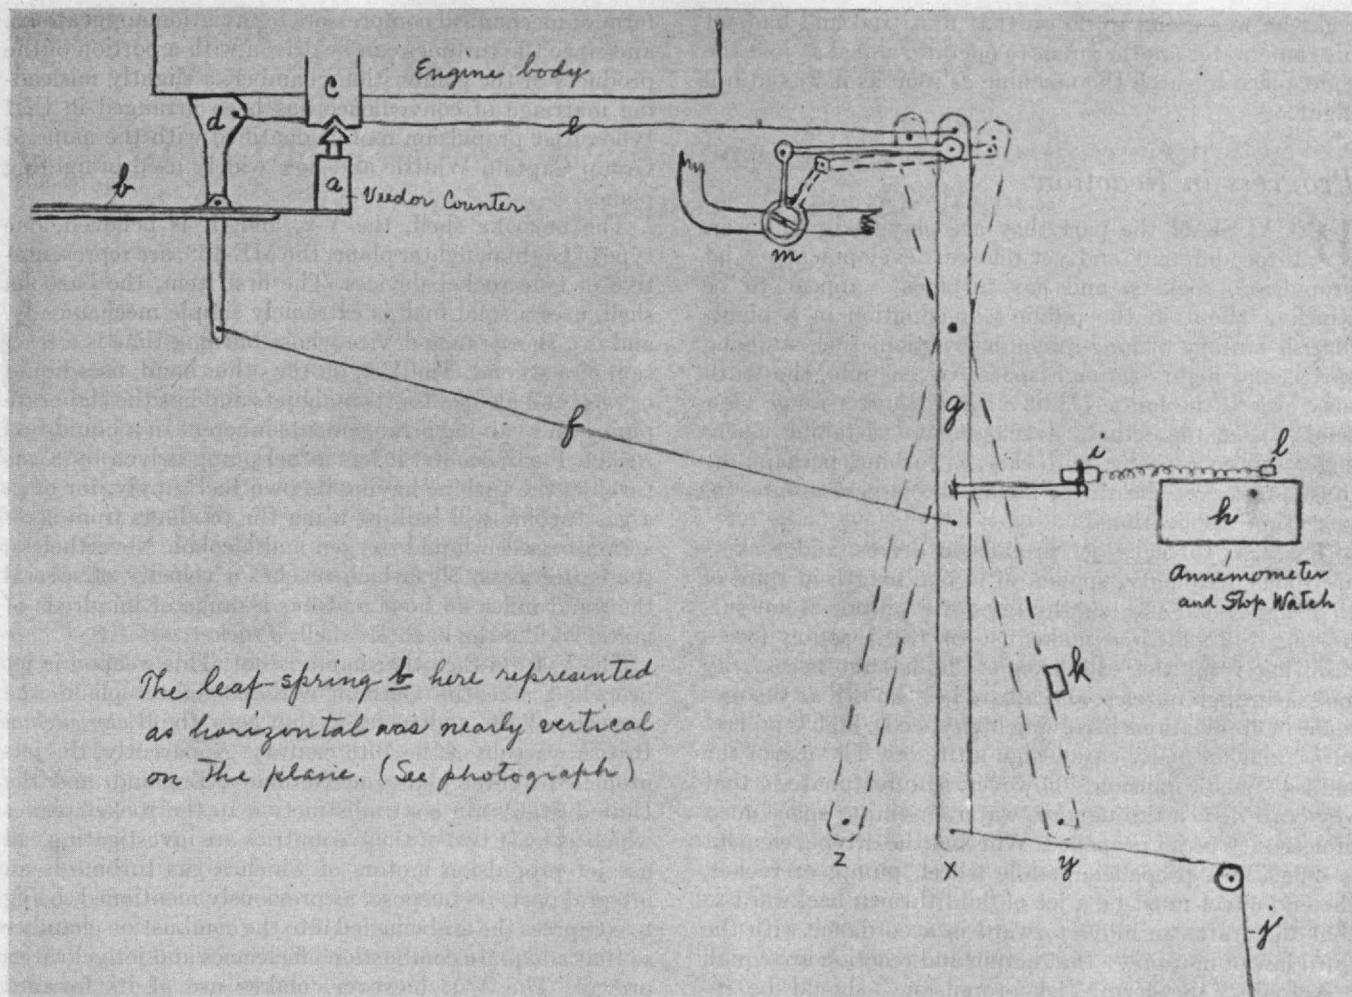 Engine body
c
d
e
b
a
Veedor Counter
m
g
f
i
l
h
Annemometer
and Stop Watch
k
The leaf-spring b here represented
as horizontal was nearly vertical
on the plane. (See photograph)
z
x
y
j